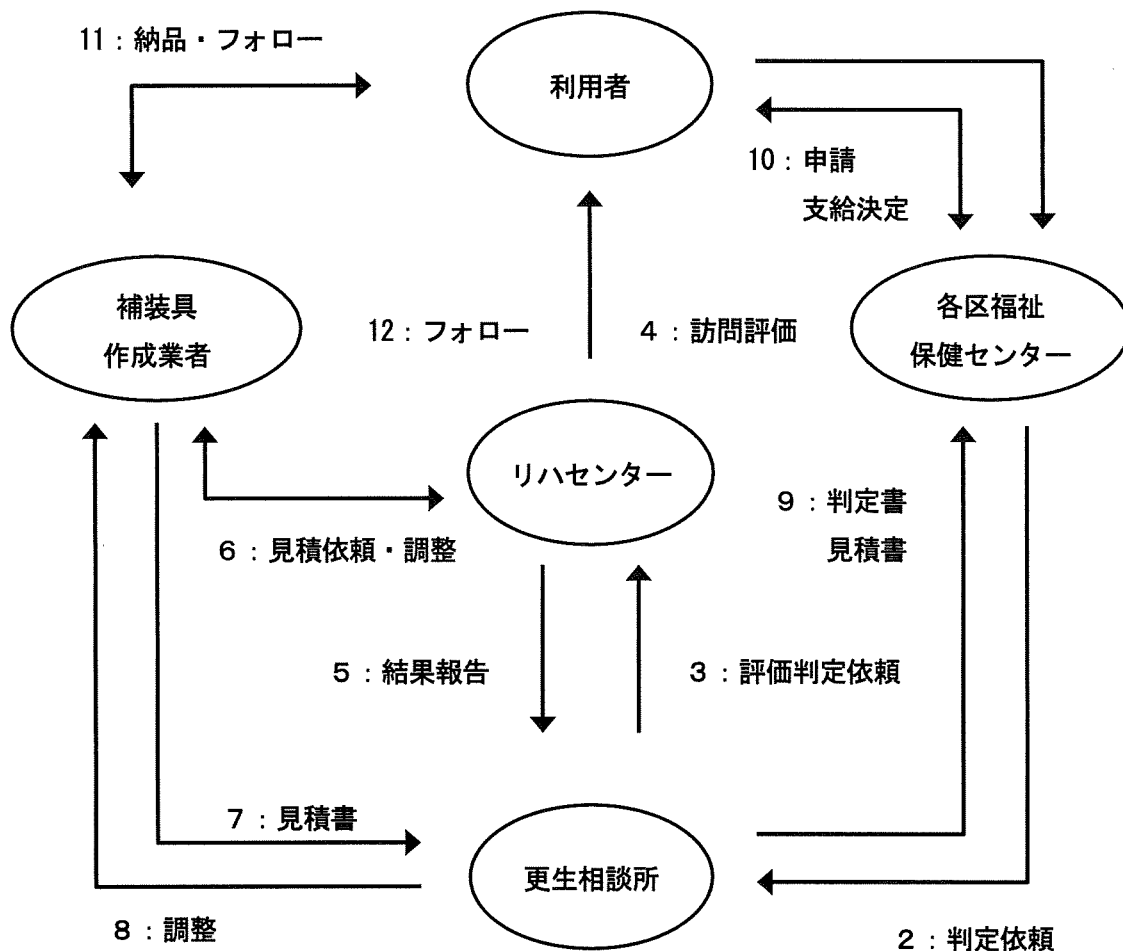 11：納品・フォロー
利用者
10：申請
支給決定
補装具
作成業者
12：フォロー
4：訪問評価
各区福祉
保健センター
リハセンター
9：判定書
見積書
6：見積依頼・調整
5：結果報告
3：評価判定依頼
7：見積書
更生相談所
8：調整
2：判定依頼